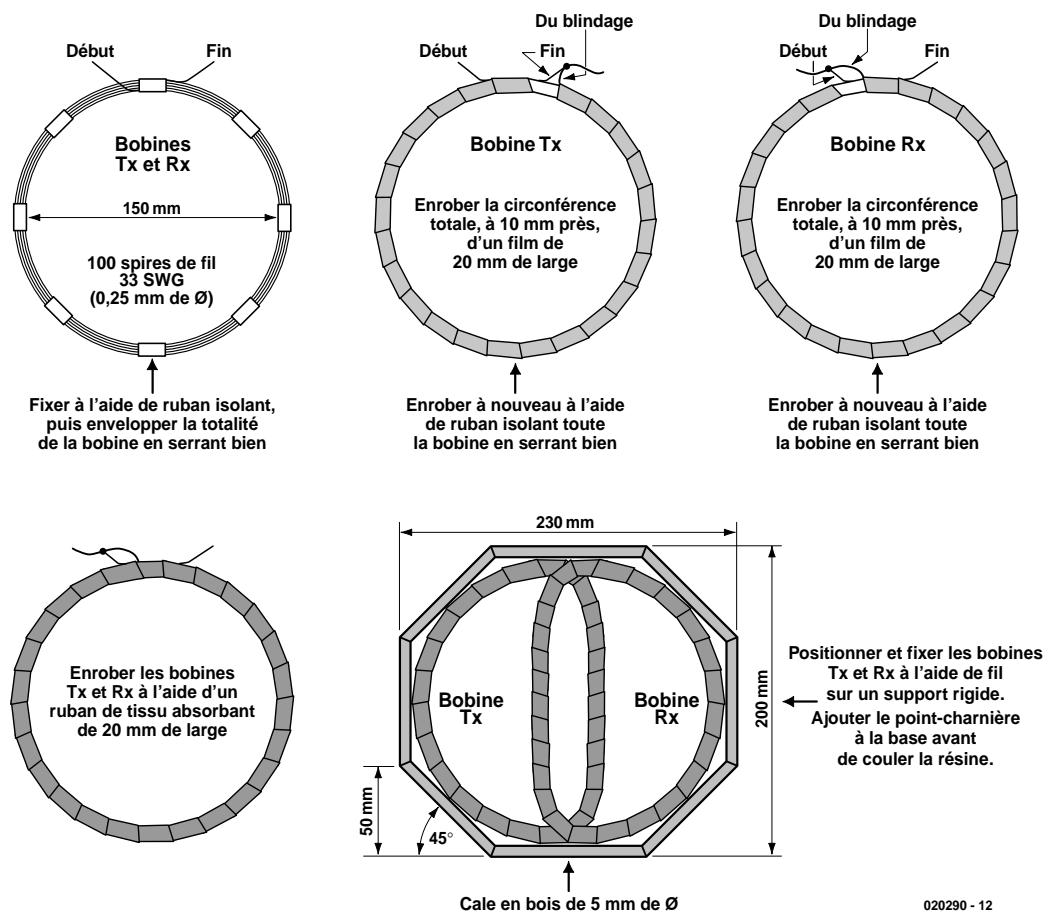 Début
Fin
Bobines
Tx et Rx
150 mm
100 spires de fil
33 SWG
(0,25 mm de Ø)
Fixer à l’aide de ruban isolant,
puis envelopper la totalité
de la bobine en serrant bien
Du blindage
Début
Fin
Bobine Tx
Enrober la circonférence
totale, à 10 mm près,
d’un film de
20 mm de large
Enrober à nouveau à l’aide
de ruban isolant toute
la bobine en serrant bien
Du blindage
Début
Fin
Bobine Rx
Enrober la circonférence
totale, à 10 mm près,
d’un film de
20 mm de large
Enrober à nouveau à l’aide
de ruban isolant toute
la bobine en serrant bien
Enrober les bobines
Tx et Rx à l’aide d’un
ruban de tissu absorbant
de 20 mm de large
230 mm
Bobine
Tx
Bobine
Rx
200 mm
50 mm
45°
Cale en bois de 5 mm de Ø
Positionner et fixer les bobines
Tx et Rx à l’aide de fil
sur un support rigide.
Ajouter le point-charnière
à la base avant
de couler la résine.
020290 - 12